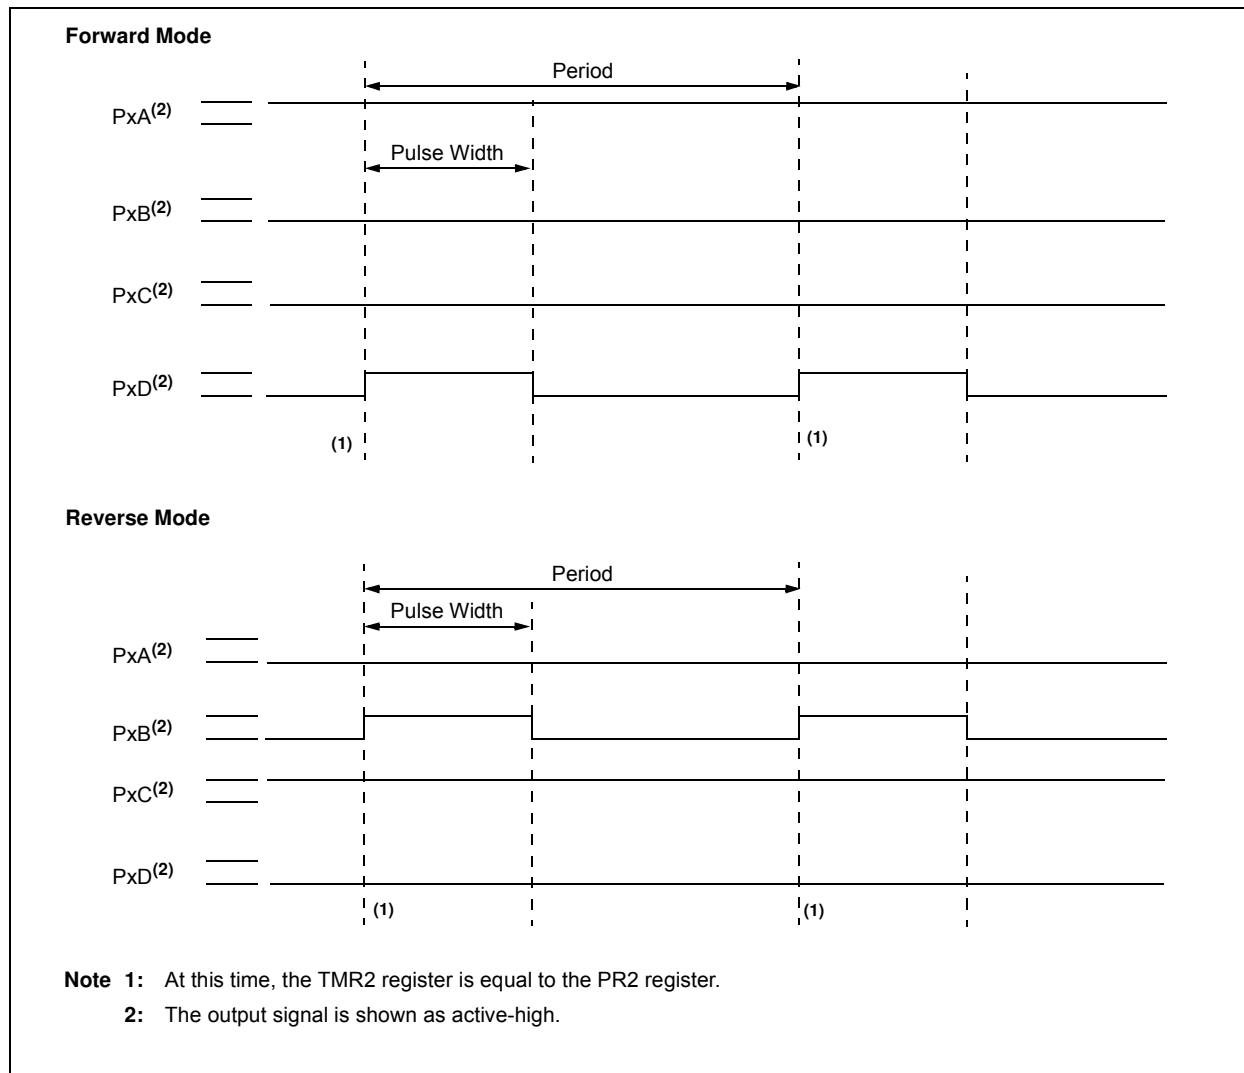 Forward Mode
Period
PxA(2)
Pulse Width
PxB(2)
PxC(2)
PxD(2)
(1) (1)
Reverse Mode
Period
Pulse Width
PxA(2)
PxB(2)
PxC(2)
PxD(2)
(1) (1)
Note 1: At this time, the TMR2 register is equal to the PR2 register.
2: The output signal is shown as active-high.